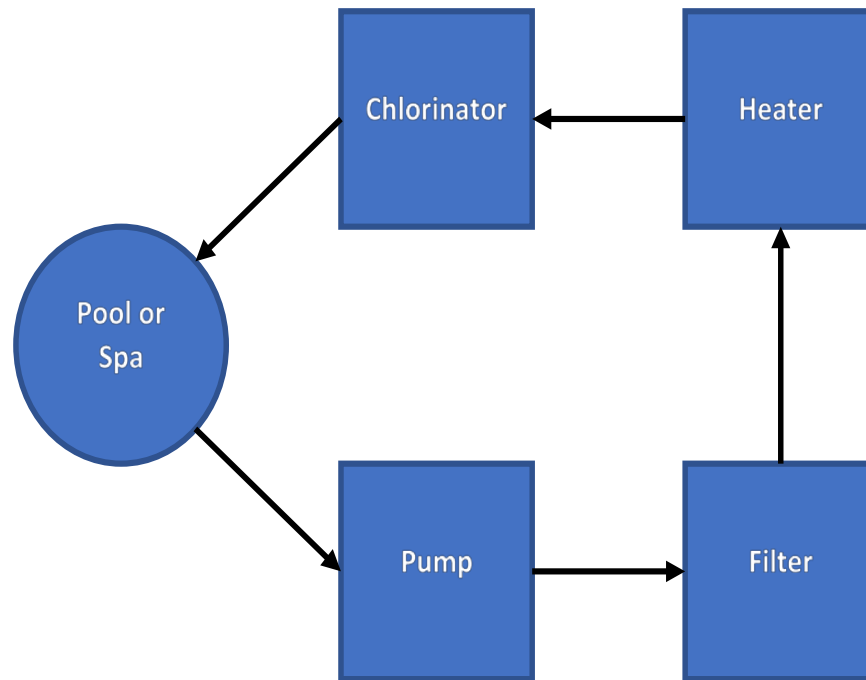 Chlorinator
Heater
Pool or
Spa
Pump
Filter